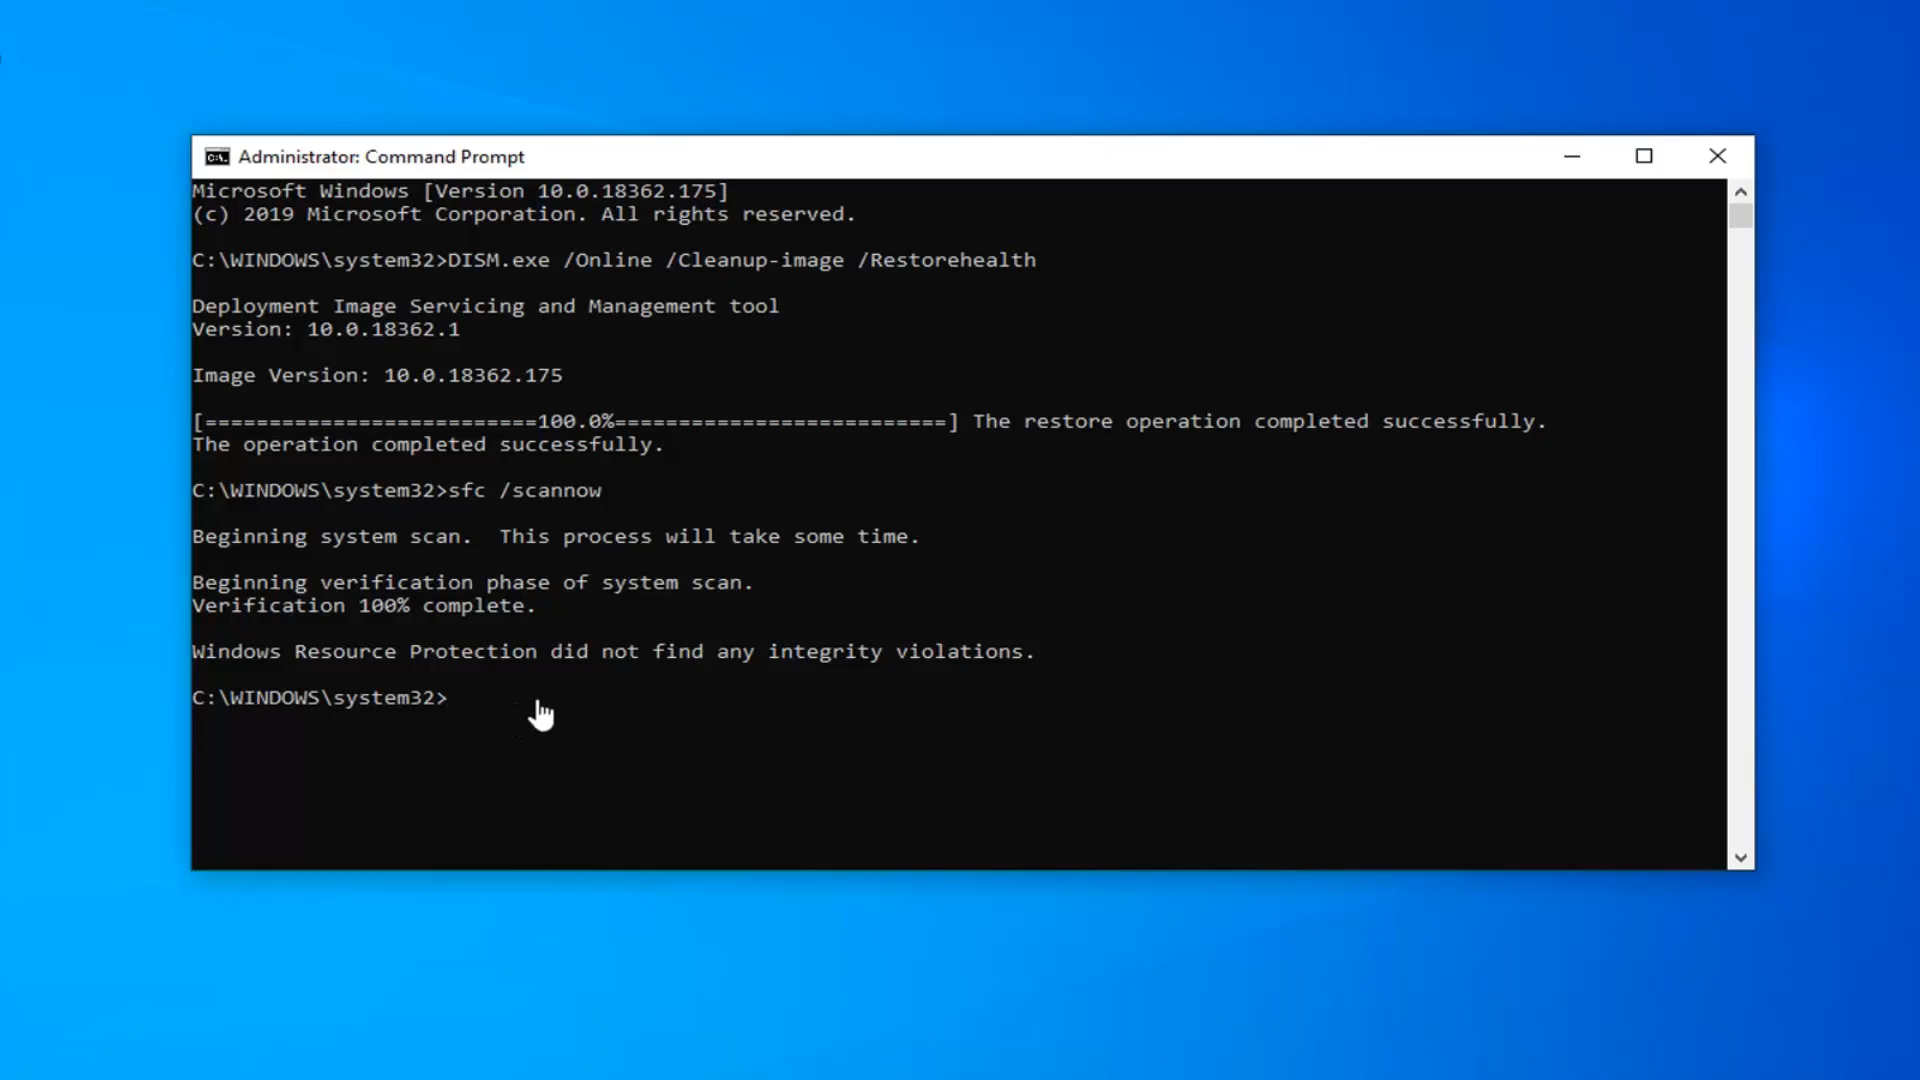 Administrator: Command Prompt
Microsoft Windows [Version 10.0.18362.175]
(c) 2019 Microsoft Corporation. All rights reserved.
C:\WINDOWS\system32>DISM.exe /Online /Cleanup-image /Restorehealth
Deployment Image Servicing and Management tool
Version: 10.0.18362.1
Image Version: 10.0.18362.175
[==========================100.0%==========================] The restore operation completed successfully.
The operation completed successfully.
C:\WINDOWS\system32>sfc /scannow
Beginning system scan.  This process will take some time.
Beginning verification phase of system scan.
Verification 100% complete.
Windows Resource Protection did not find any integrity violations.
C:\WINDOWS\system32>